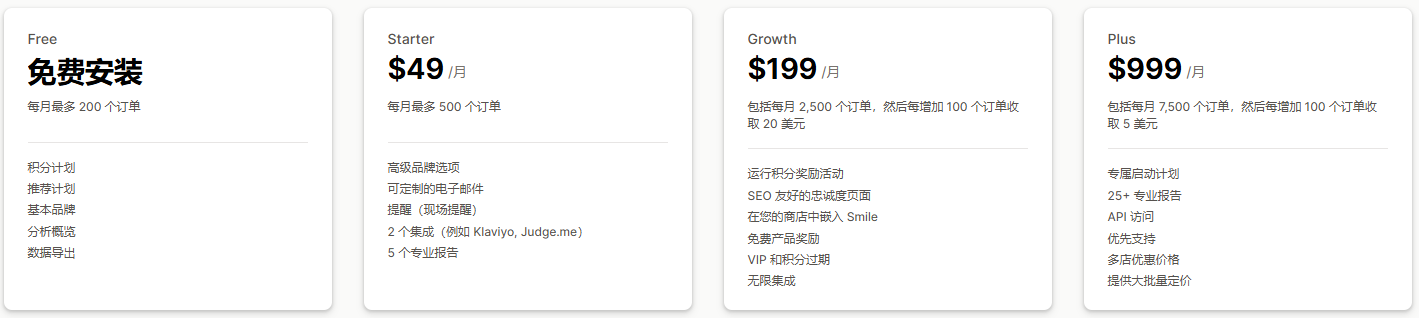 Free
免费安装
每月最多 200 个订单
积分计划
推荐计划
基本品牌
分析概览
数据导出
Starter
$49 /月
每月最多 500 个订单
高级品牌选项
可定制的电子邮件
提醒（现场提醒）
2 个集成（例如 Klaviyo, Judge.me）
5 个专业报告
Growth
$199 /月
包括每月 2,500 个订单，然后每增加 100 个订单收
取 20 美元
运行积分奖励活动
SEO 友好的忠诚度页面
在您的商店中嵌入 Smile
免费产品奖励
VIP 和积分过期
无限集成
Plus
$999 /月
包括每月 7,500 个订单，然后每增加 100 个订单收
取 5 美元
专属启动计划
25+ 专业报告
API 访问
优先支持
多店优惠价格
提供大批量定价